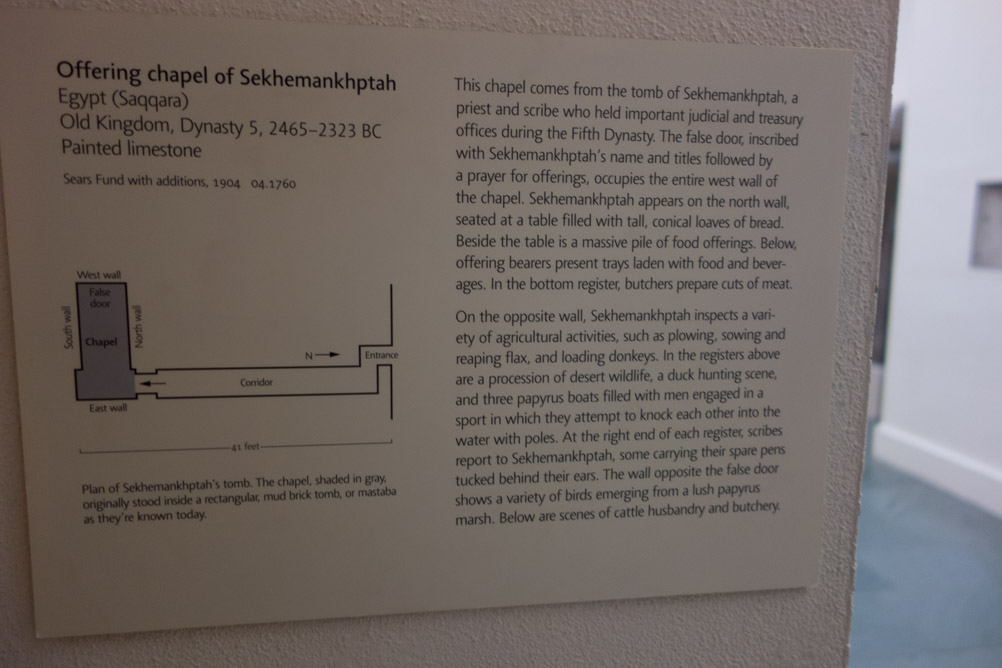 Offering chapel of Sekhemankhptah
Egypt (Saqqara)
Old Kingdom, Dynasty 5, 2465–2323 BC
Painted limestone
Sears Fund with additions, 1904   04.1760
West wall
False
door
South wall
North wall
Chapel
N
Entrance
Corridor
East wall
41 feet
Plan of Sekhemankhptah's tomb. The chapel, shaded in gray,
originally stood inside a rectangular, mud brick tomb, or mastaba
as they're known today.
This chapel comes from the tomb of Sekhemankhptah, a
priest and scribe who held important judicial and treasury
offices during the Fifth Dynasty. The false door, inscribed
with Sekhemankhptah's name and titles followed by
a prayer for offerings, occupies the entire west wall of
the chapel. Sekhemankhptah appears on the north wall,
seated at a table filled with tall, conical loaves of bread.
Beside the table is a massive pile of food offerings. Below,
offering bearers present trays laden with food and bever-
ages. In the bottom register, butchers prepare cuts of meat.
On the opposite wall, Sekhemankhptah inspects a vari-
ety of agricultural activities, such as plowing, sowing and
reaping flax, and loading donkeys. In the registers above
are a procession of desert wildlife, a duck hunting scene,
and three papyrus boats filled with men engaged in a
sport in which they attempt to knock each other into the
water with poles. At the right end of each register, scribes
report to Sekhemankhptah, some carrying their spare pens
tucked behind their ears. The wall opposite the false door
shows a variety of birds emerging from a lush papyrus
marsh. Below are scenes of cattle husbandry and butchery.